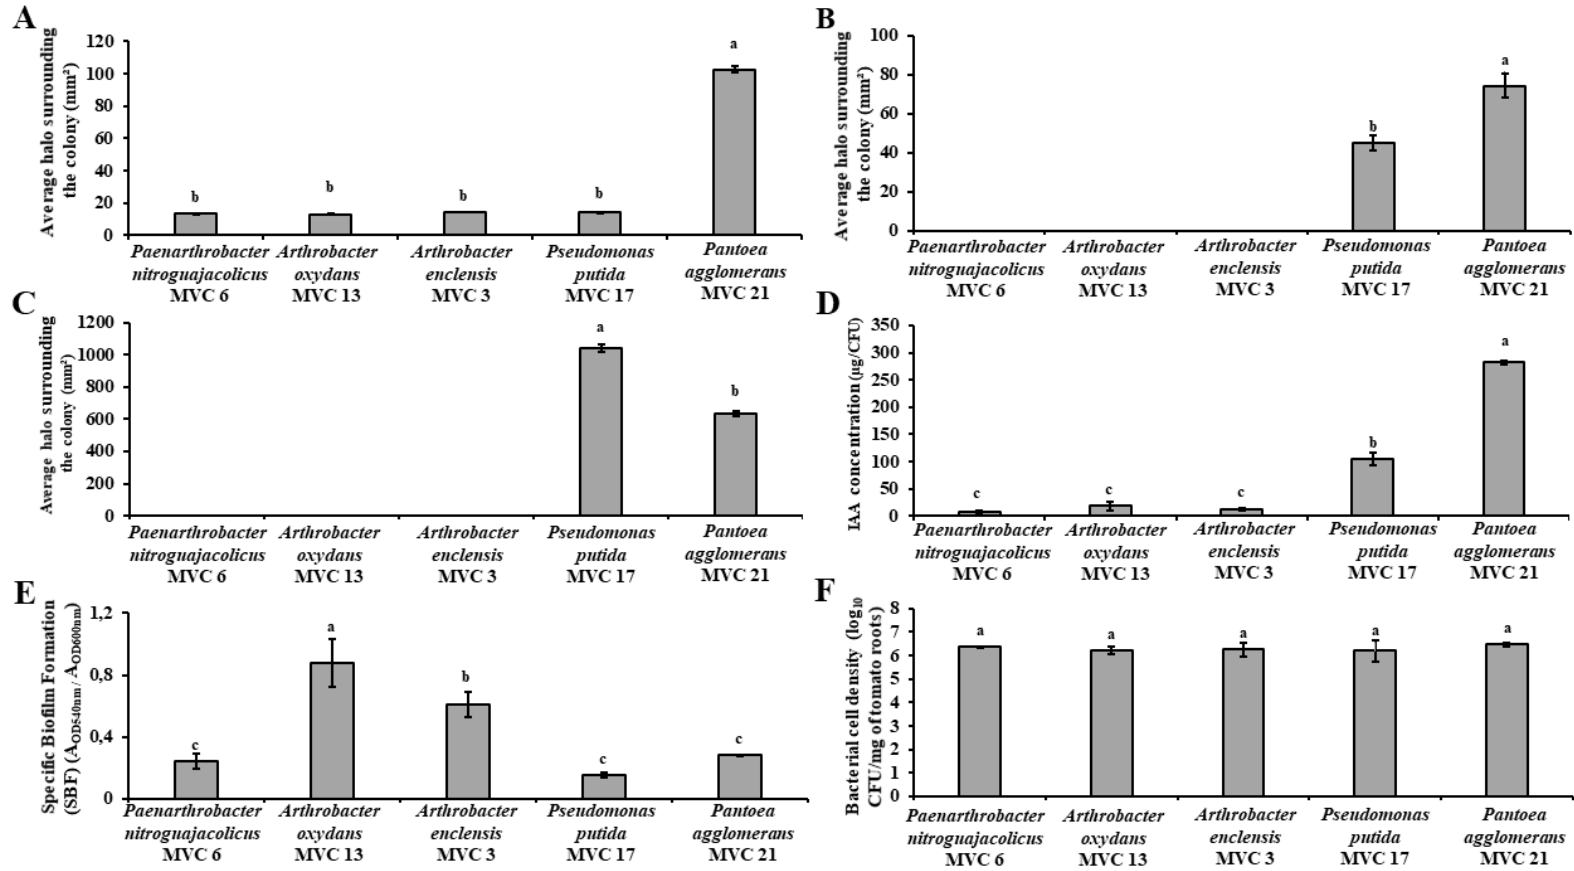 A
Average halo surrounding
the colony (mm²)
120
100
80
60
40
20
0
b
b
b
b
a
Paenarthrobacter
nitroguajacolicus
MVC 6
Arthrobacter
oxydans
MVC 13
Arthrobacter
enclensis
MVC 3
Pseudomonas
putida
MVC 17
Pantoea
agglomerans
MVC 21
B
Average halo surrounding
the colony (mm²)
100
80
60
40
20
0
b
a
Paenarthrobacter
nitroguajacolicus
MVC 6
Arthrobacter
oxydans
MVC 13
Arthrobacter
enclensis
MVC 3
Pseudomonas
putida
MVC 17
Pantoea
agglomerans
MVC 21
C
Average halo surrounding
the colony (mm²)
1200
1000
800
600
400
200
0
a
b
Paenarthrobacter
nitroguajacolicus
MVC 6
Arthrobacter
oxydans
MVC 13
Arthrobacter
enclensis
MVC 3
Pseudomonas
putida
MVC 17
Pantoea
agglomerans
MVC 21
D
IAA concentration (µg/CFU)
350
300
250
200
150
100
50
0
c
c
c
b
a
Paenarthrobacter
nitroguajacolicus
MVC 6
Arthrobacter
oxydans
MVC 13
Arthrobacter
enclensis
MVC 3
Pseudomonas
putida
MVC 17
Pantoea
agglomerans
MVC 21
E
Specific Biofilm Formation
(SBF) (AOD540nm / AOD600nm)
1,2
0,8
0,4
0
c
a
b
c
c
Paenarthrobacter
nitroguajacolicus
MVC 6
Arthrobacter
oxydans
MVC 13
Arthrobacter
enclensis
MVC 3
Pseudomonas
putida
MVC 17
Pantoea
agglomerans
MVC 21
F
Bacterial cell density (log10
CFU/mg of tomato roots)
8
7
6
5
4
3
2
1
0
a
a
a
a
a
Paenarthrobacter
nitroguajacolicus
MVC 6
Arthrobacter
oxydans
MVC 13
Arthrobacter
enclensis
MVC 3
Pseudomonas
putida
MVC 17
Pantoea
agglomerans
MVC 21